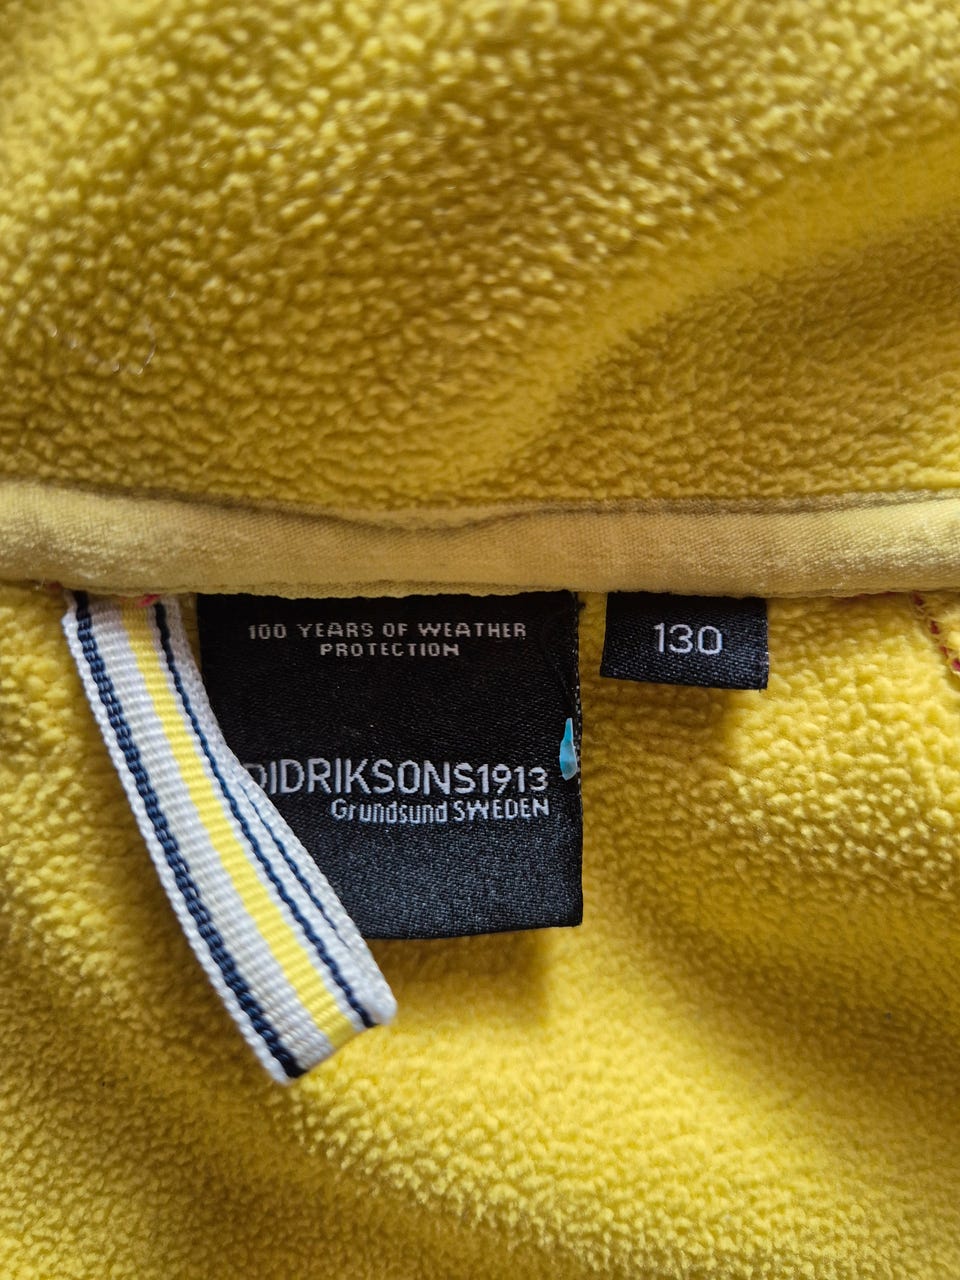 100 YEARS OF WEATHER
PROTECTION
130
DIDRIKSONS1913
Grundsund SWEDEN